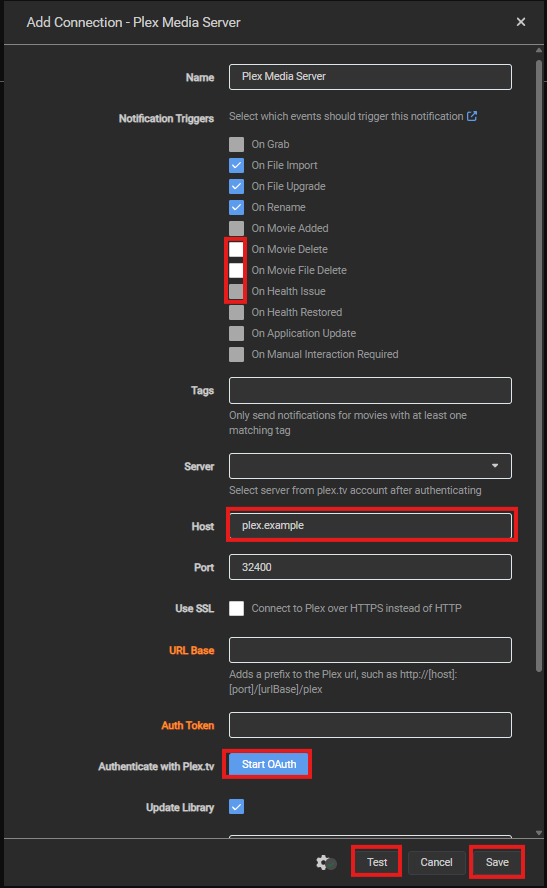 Add Connection - Plex Media Server
Name
Plex Media Server
Notification Triggers
Select which events should trigger this notification
On Grab
On File Import
On File Upgrade
On Rename
On Movie Added
On Movie Delete
On Movie File Delete
On Health Issue
On Health Restored
On Application Update
On Manual Interaction Required
Tags
Only send notifications for movies with at least one
matching tag
Server
Select server from plex.tv account after authenticating
Host
plex.example
Port
32400
Use SSL
Connect to Plex over HTTPS instead of HTTP
URL Base
Adds a prefix to the Plex url, such as http://[host]:
[port]/[urlBase]/plex
Auth Token
Authenticate with Plex.tv
Start OAuth
Update Library
Test
Cancel
Save